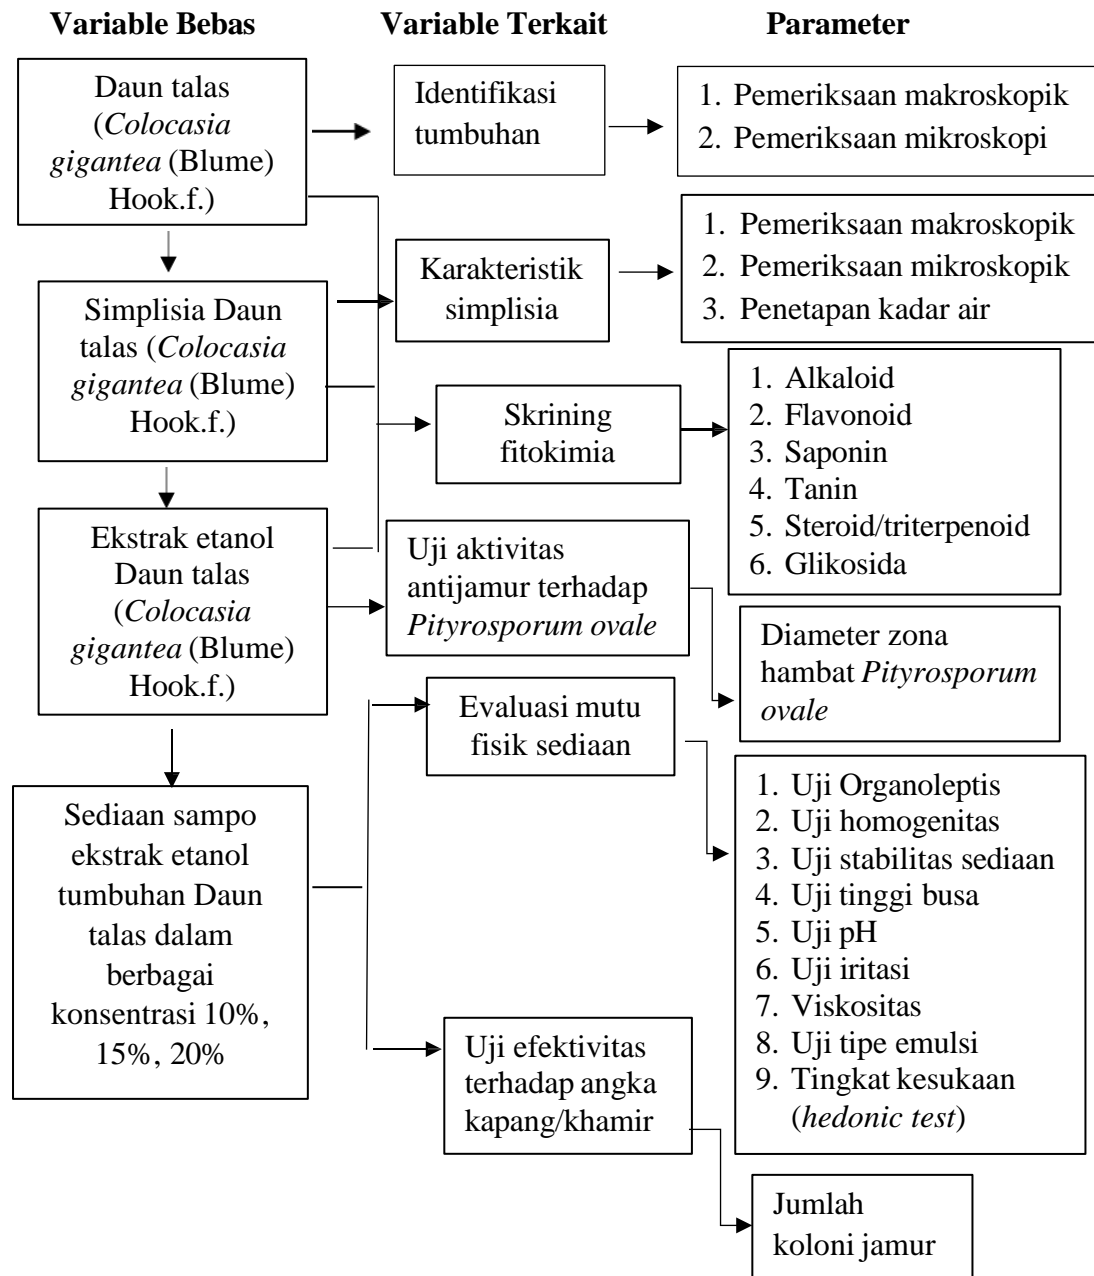 Variable Bebas
Variable Terkait
Parameter
Daun talas
(Colocasia
gigantea (Blume)
Hook.f.)
Identifikasi
tumbuhan
1. Pemeriksaan makroskopik
2. Pemeriksaan mikroskopi
Simplisia Daun
talas (Colocasia
gigantea (Blume)
Hook.f.)
Karakteristik
simplisia
1. Pemeriksaan makroskopik
2. Pemeriksaan mikroskopik
3. Penetapan kadar air
Skrining
fitokimia
1. Alkaloid
2. Flavonoid
3. Saponin
4. Tanin
5. Steroid/triterpenoid
6. Glikosida
Ekstrak etanol
Daun talas
(Colocasia
gigantea (Blume)
Hook.f.)
Uji aktivitas
antijamur terhadap
Pityrosporum ovale
Diameter zona
hambat Pityrosporum
ovale
Sediaan sampo
ekstrak etanol
tumbuhan Daun
talas dalam
berbagai
konsentrasi 10%,
15%, 20%
Evaluasi mutu
fisik sediaan
1. Uji Organoleptis
2. Uji homogenitas
3. Uji stabilitas sediaan
4. Uji tinggi busa
5. Uji pH
6. Uji iritasi
7. Viskositas
8. Uji tipe emulsi
9. Tingkat kesukaan
(hedonic test)
Uji efektivitas
terhadap angka
kapang/khamir
Jumlah
koloni jamur